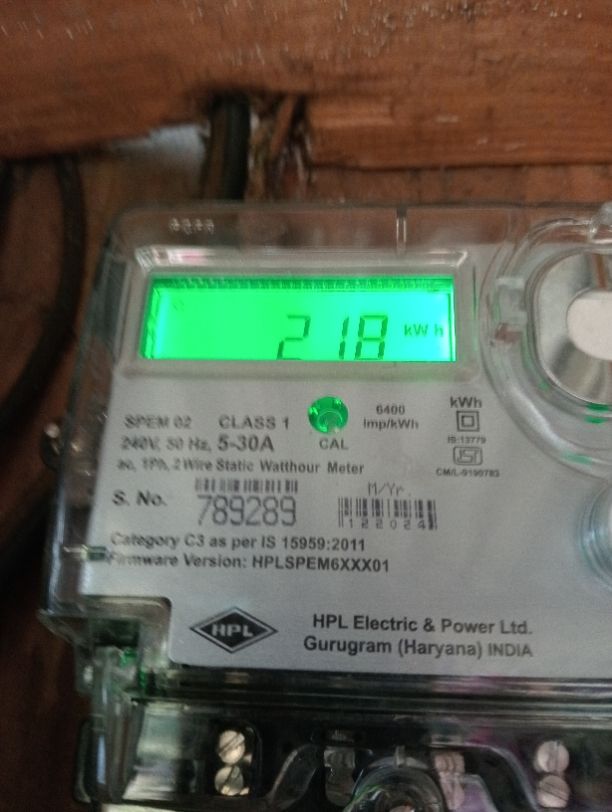 218 kWh
SPEM 02 CLASS 1 6400 imp/kWh kWh
240V, 50 Hz, 5-30A CAL IS:13779
ac, 1Ph, 2 Wire Static Watthour Meter CM/L-9190783
S. No. 789289 M/Yr. 122024
Category C3 as per IS 15959:2011
Firmware Version: HPLSPEM6XXX01
HPL HPL Electric & Power Ltd.
Gurugram (Haryana) INDIA